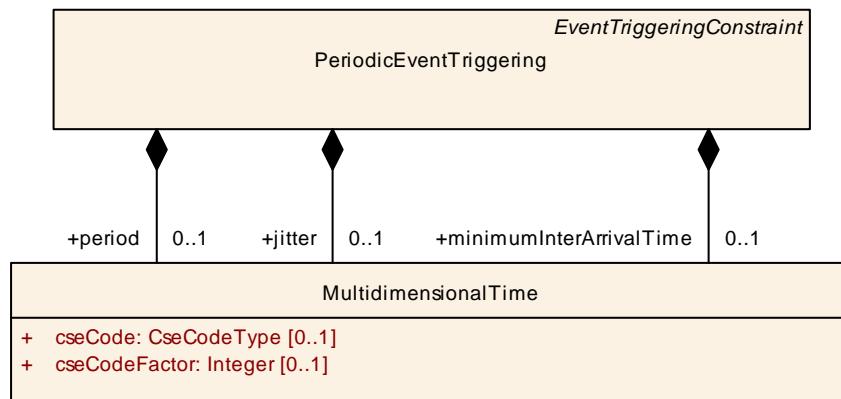 EventTriggeringConstraint
PeriodicEventTriggering
+period 0..1 +jitter 0..1 +minimumInterArrivalTime 0..1
MultidimensionalTime
+ cseCode: CseCodeType [0..1]
+ cseCodeFactor: Integer [0..1]